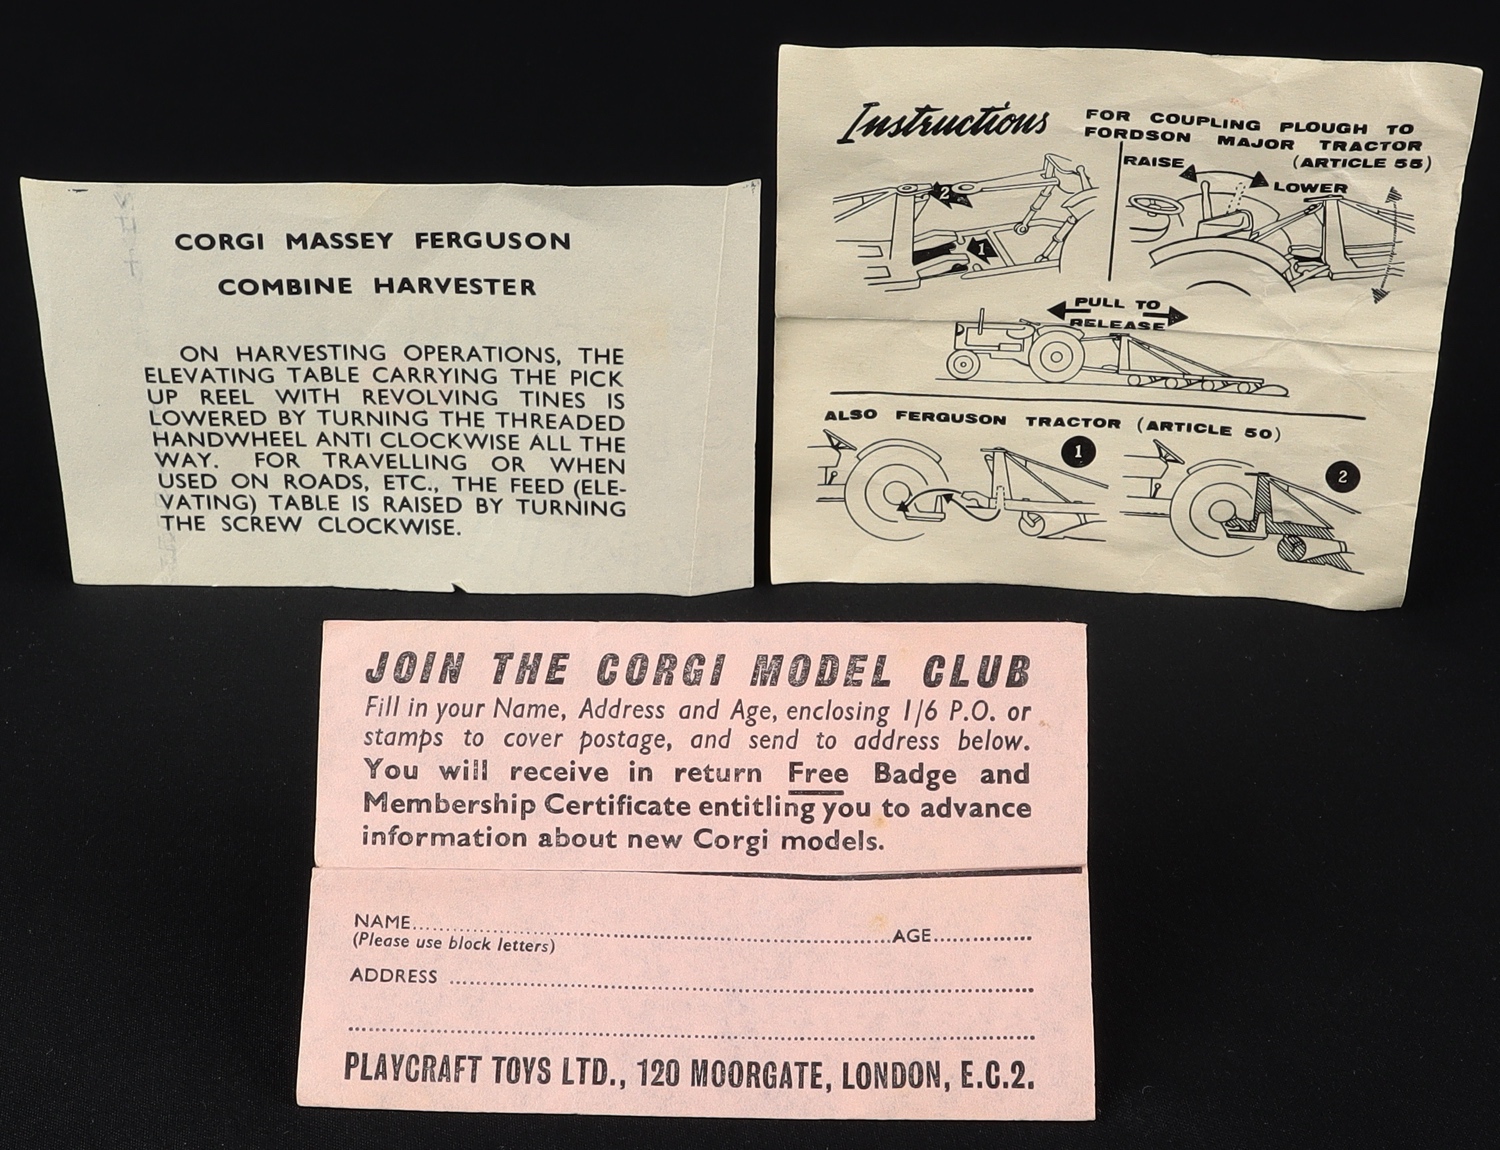 CORGI MASSEY FERGUSON
COMBINE HARVESTER
ON HARVESTING OPERATIONS, THE
ELEVATING TABLE CARRYING THE PICK
UP REEL WITH REVOLVING TINES IS
LOWERED BY TURNING THE THREADED
HANDWHEEL ANTI CLOCKWISE ALL THE
WAY. FOR TRAVELLING OR WHEN
USED ON ROADS, ETC., THE FEED (ELE-
VATING) TABLE IS RAISED BY TURNING
THE SCREW CLOCKWISE.
Instructions
FOR COUPLING PLOUGH TO
FORDSON MAJOR TRACTOR
(ARTICLE 55)
RAISE
LOWER
2
1
PULL TO
RELEASE
ALSO FERGUSON TRACTOR (ARTICLE 50)
1
2
JOIN THE CORGI MODEL CLUB
Fill in your Name, Address and Age, enclosing 1/6 P.O. or
stamps to cover postage, and send to address below.
You will receive in return Free Badge and
Membership Certificate entitling you to advance
information about new Corgi models.
NAME.......................................................AGE..............
(Please use block letters)
ADDRESS ...............................................................
...............................................................
PLAYCRAFT TOYS LTD., 120 MOORGATE, LONDON, E.C.2.